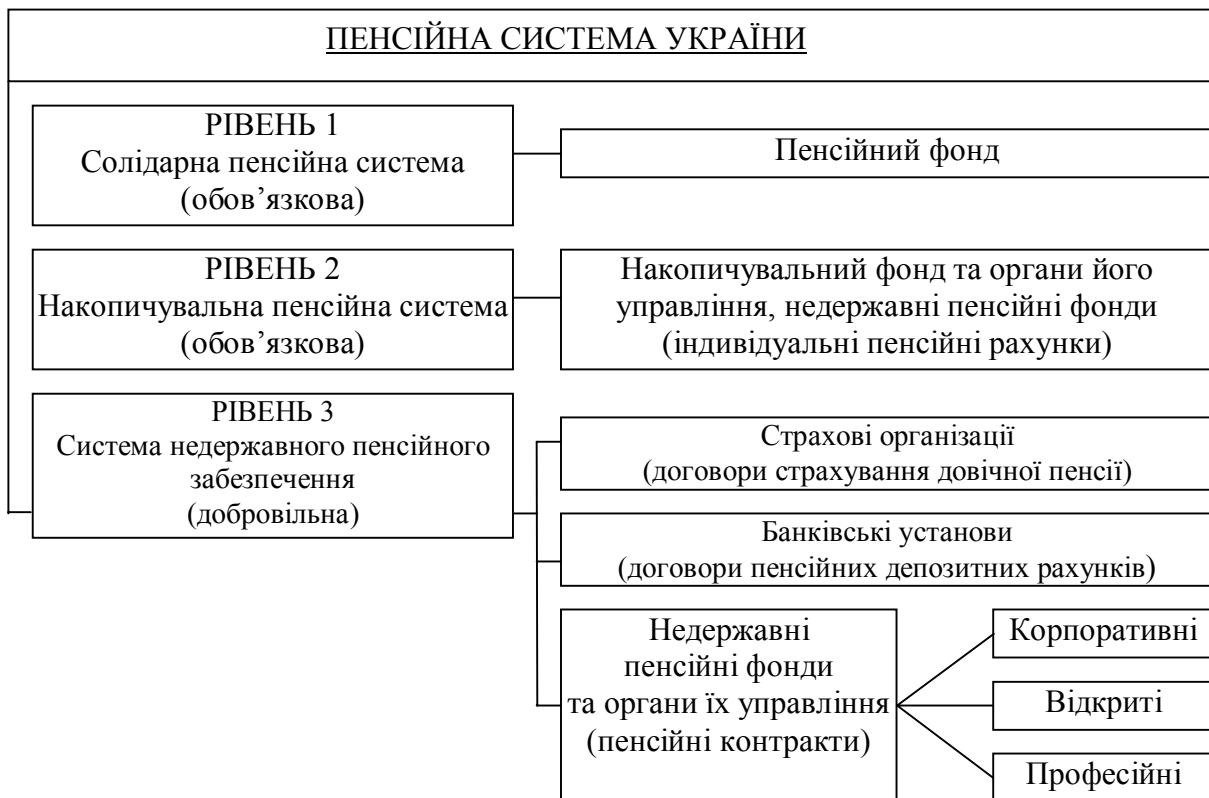 ПЕНСІЙНА СИСТЕМА УКРАЇНИ
РІВЕНЬ 1
Солідарна пенсійна система
(обов’язкова)
Пенсійний фонд
РІВЕНЬ 2
Накопичувальна пенсійна система
(обов’язкова)
Накопичувальний фонд та органи його
управління, недержавні пенсійні фонди
(індивідуальні пенсійні рахунки)
РІВЕНЬ 3
Система недержавного пенсійного
забезпечення
(добровільна)
Страхові організації
(договори страхування довічної пенсії)
Банківські установи
(договори пенсійних депозитних рахунків)
Недержавні
пенсійні фонди
та органи їх управління
(пенсійні контракти)
Корпоративні
Відкриті
Професійні